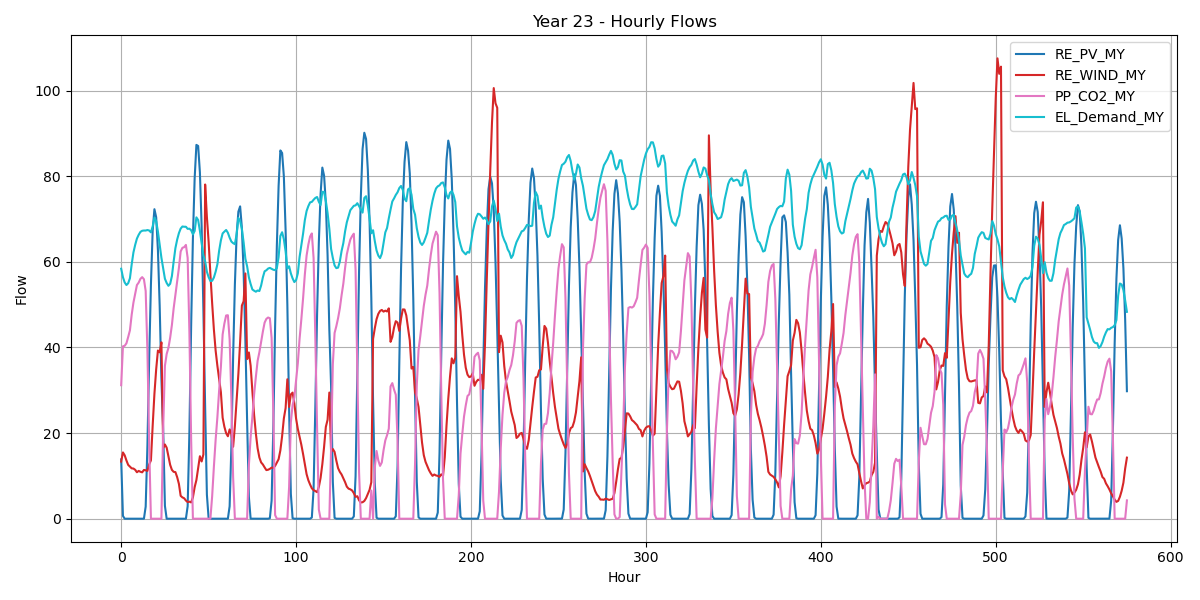 Year 23 - Hourly Flows
RE_PV_MY
RE_WIND_MY
PP_CO2_MY
EL_Demand_MY
Flow
100
80
60
40
20
0
0 100 200 300 400 500 600
Hour